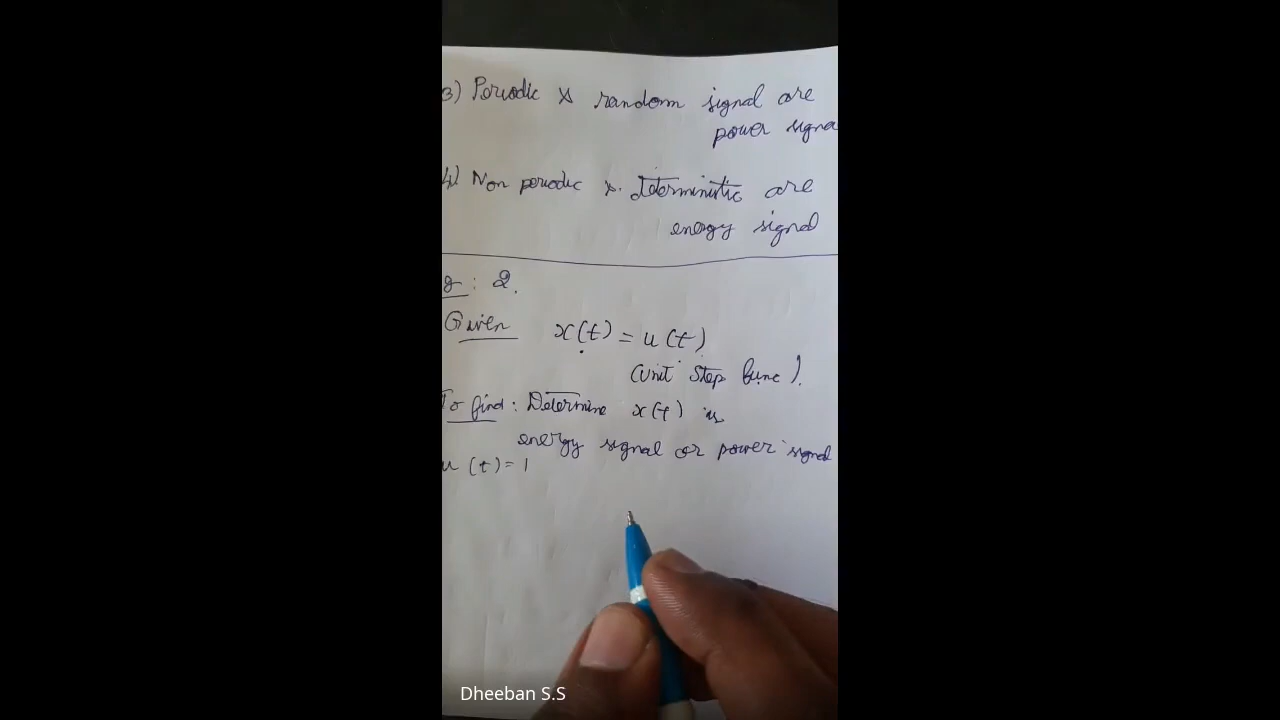 3) Periodic & random signal are
power signa
4) Non periodic & Deterministic are
energy signal
g: 2.
Given x(t) = u(t)
(Unit Step func).
To find: Determine x(t) is
energy signal or power signal
u(t) = 1
Dheeban S.S